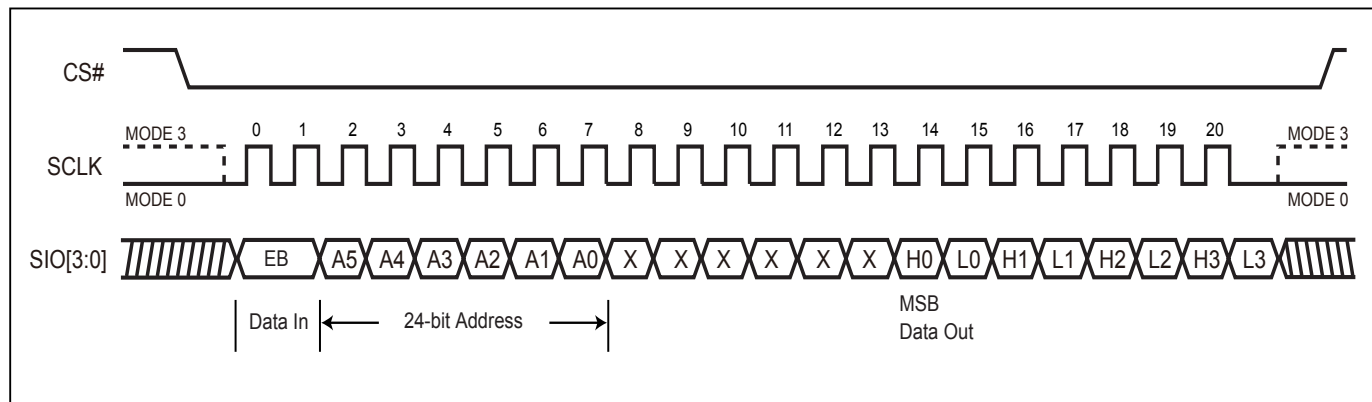 CS#
MODE 3
0 1 2 3 4 5 6 7 8 9 10 11 12 13 14 15 16 17 18 19 20
MODE 3
SCLK
MODE 0
MODE 0
SIO[3:0]
EB A5 A4 A3 A2 A1 A0 X X X X X X H0 L0 H1 L1 H2 L2 H3 L3
Data In
24-bit Address
MSB
Data Out